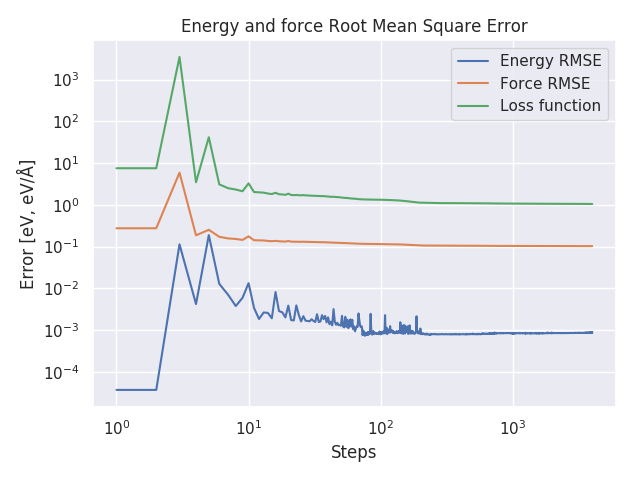 Energy and force Root Mean Square Error
Energy RMSE
Force RMSE
Loss function
Error [eV, eV/Å]
10³
10²
10¹
10⁰
10⁻¹
10⁻²
10⁻³
10⁻⁴
10⁰ 10¹ 10² 10³
Steps